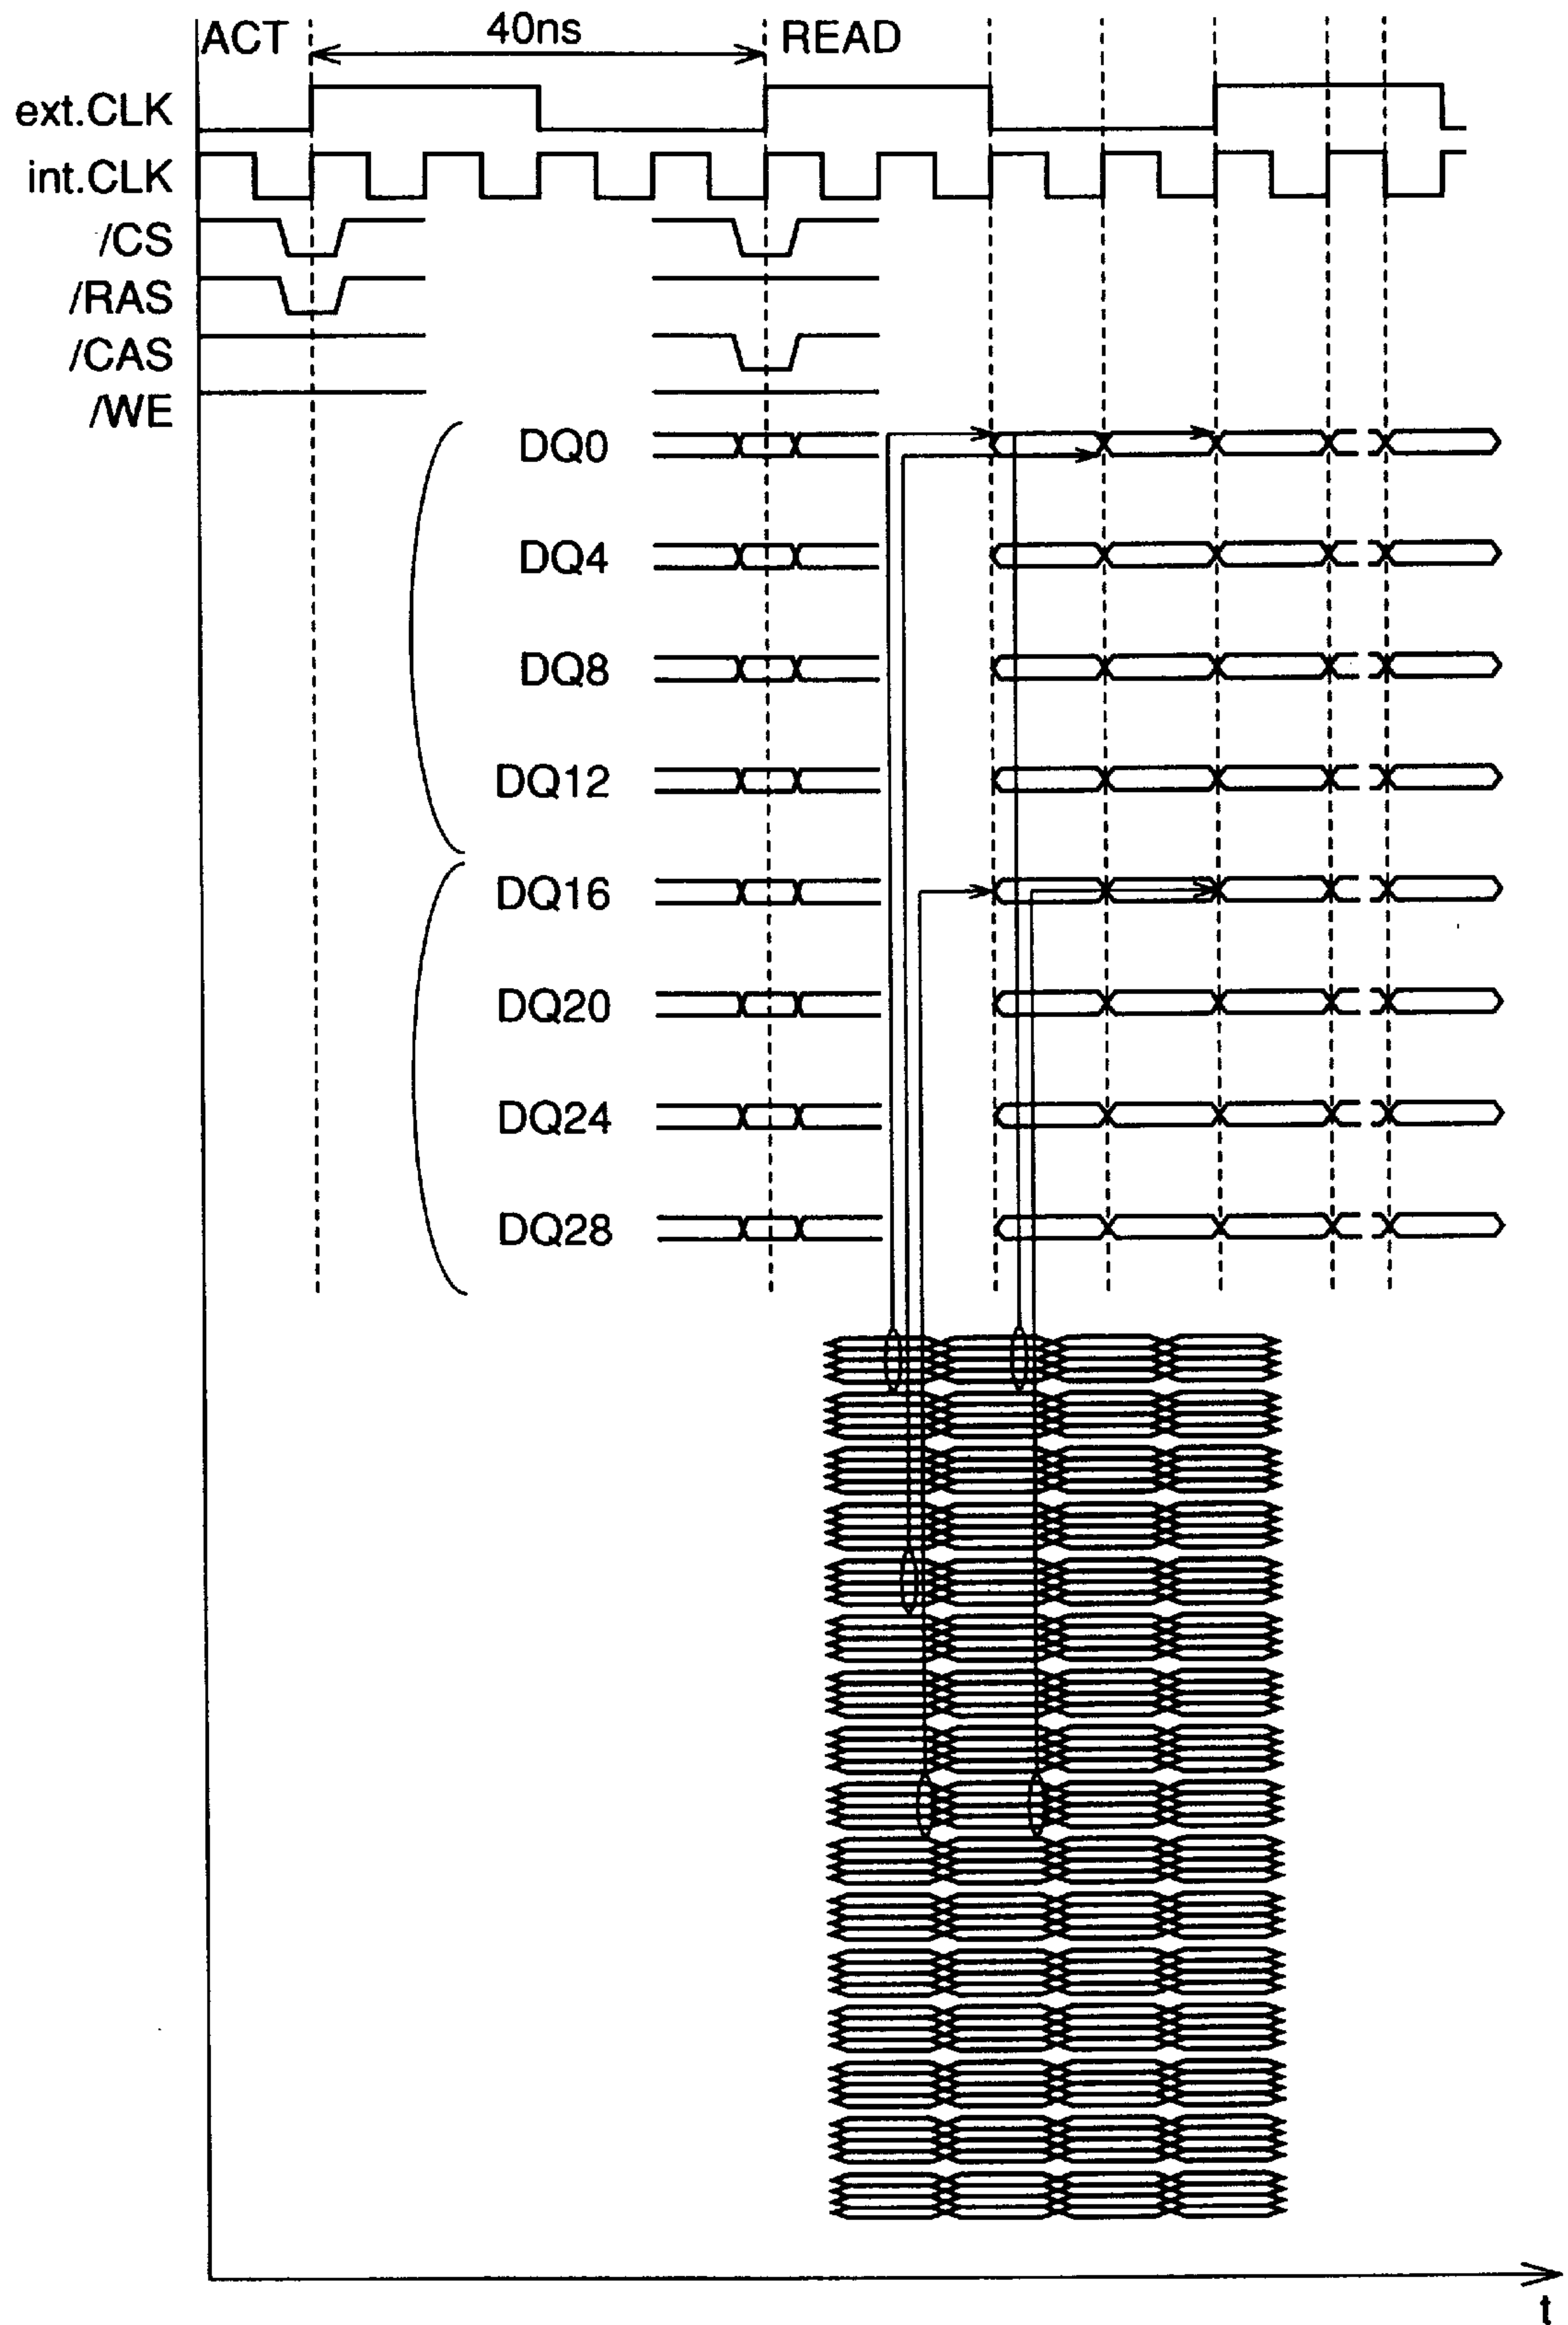 ACT
40ns
READ
ext.CLK
int.CLK
/CS
/RAS
/CAS
/WE
DQ0
DQ4
DQ8
DQ12
DQ16
DQ20
DQ24
DQ28
t